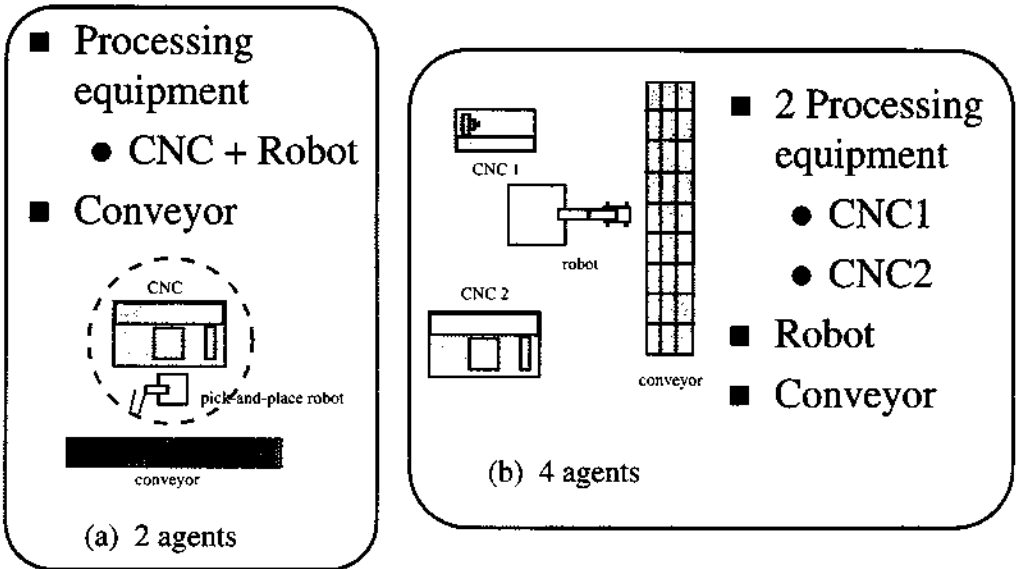 ■ Processing
equipment
● CNC + Robot
■ Conveyor
CNC
pick-and-place robot
conveyor
(a) 2 agents
CNC 1
robot
CNC 2
conveyor
■ 2 Processing
equipment
● CNC1
● CNC2
■ Robot
■ Conveyor
(b) 4 agents